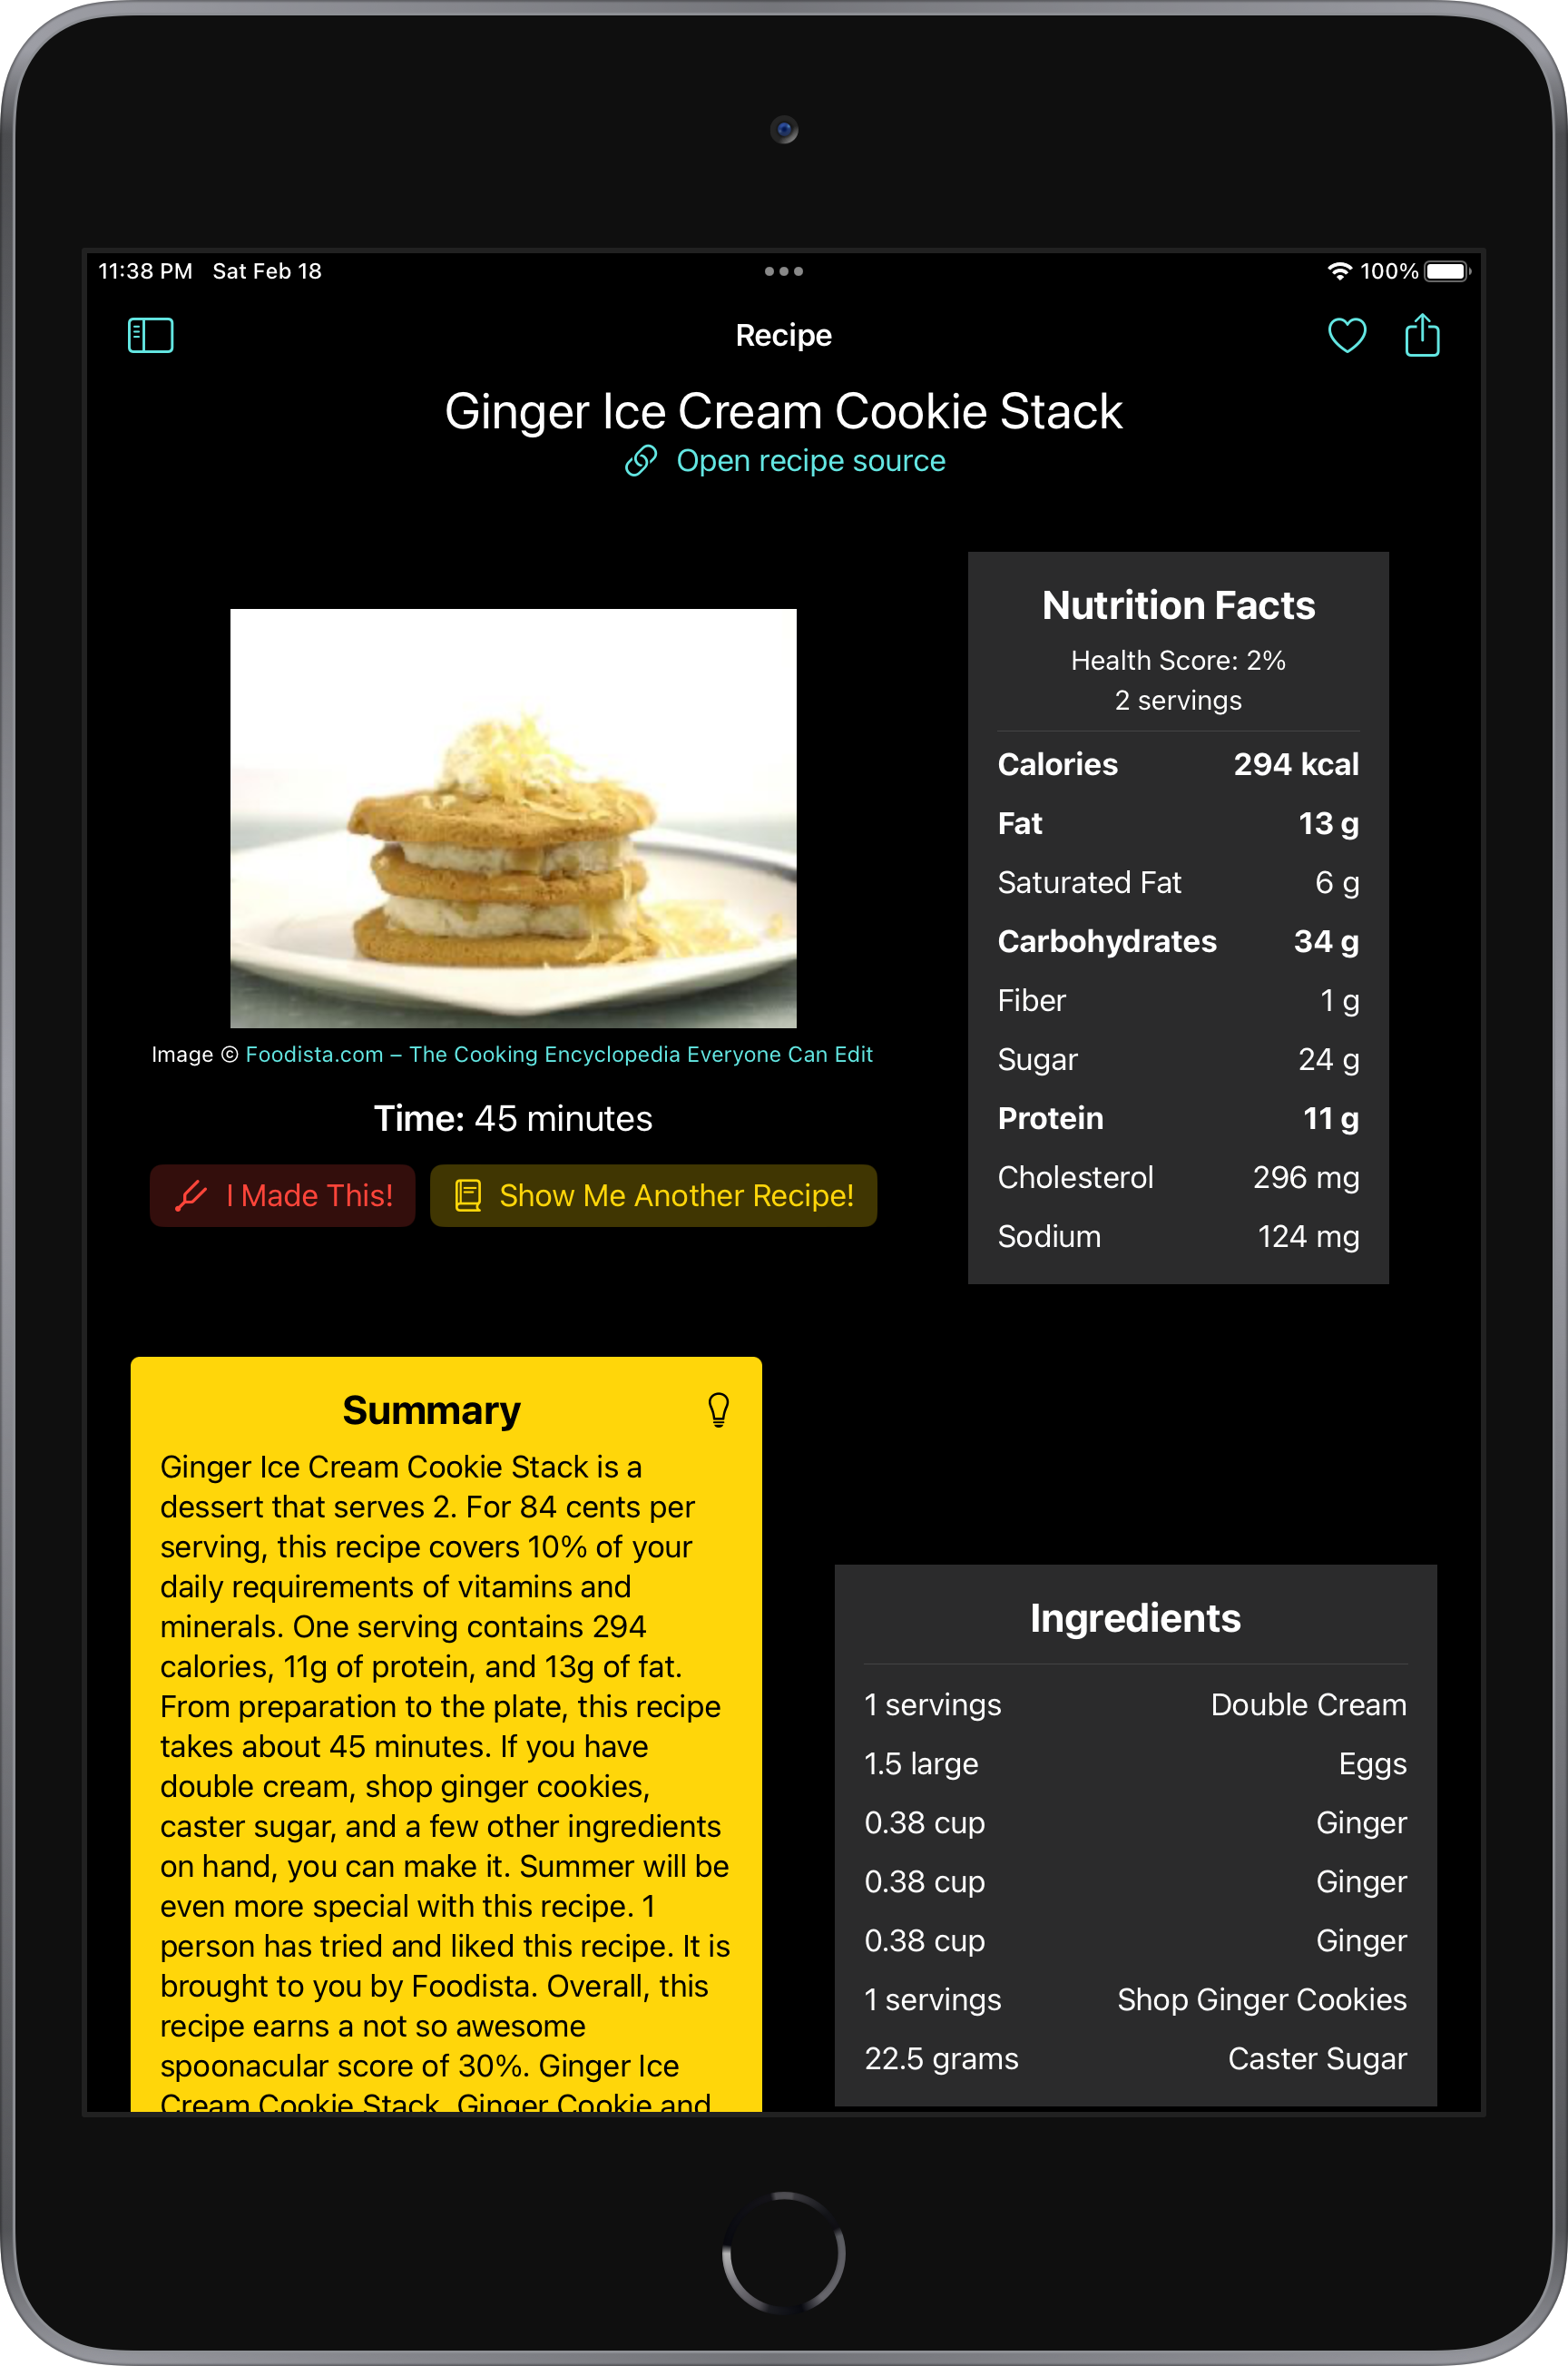 11:38 PM Sat Feb 18
100%
Recipe
Ginger Ice Cream Cookie Stack
Open recipe source
Image © Foodista.com – The Cooking Encyclopedia Everyone Can Edit
Time: 45 minutes
I Made This!
Show Me Another Recipe!
Nutrition Facts
Health Score: 2%
2 servings
Calories 294 kcal
Fat 13 g
Saturated Fat 6 g
Carbohydrates 34 g
Fiber 1 g
Sugar 24 g
Protein 11 g
Cholesterol 296 mg
Sodium 124 mg
Summary
Ginger Ice Cream Cookie Stack is a
dessert that serves 2. For 84 cents per
serving, this recipe covers 10% of your
daily requirements of vitamins and
minerals. One serving contains 294
calories, 11g of protein, and 13g of fat.
From preparation to the plate, this recipe
takes about 45 minutes. If you have
double cream, shop ginger cookies,
caster sugar, and a few other ingredients
on hand, you can make it. Summer will be
even more special with this recipe. 1
person has tried and liked this recipe. It is
brought to you by Foodista. Overall, this
recipe earns a not so awesome
spoonacular score of 30%. Ginger Ice
Cream Cookie Stack, Ginger Cookie and
Ingredients
1 servings Double Cream
1.5 large Eggs
0.38 cup Ginger
0.38 cup Ginger
0.38 cup Ginger
1 servings Shop Ginger Cookies
22.5 grams Caster Sugar